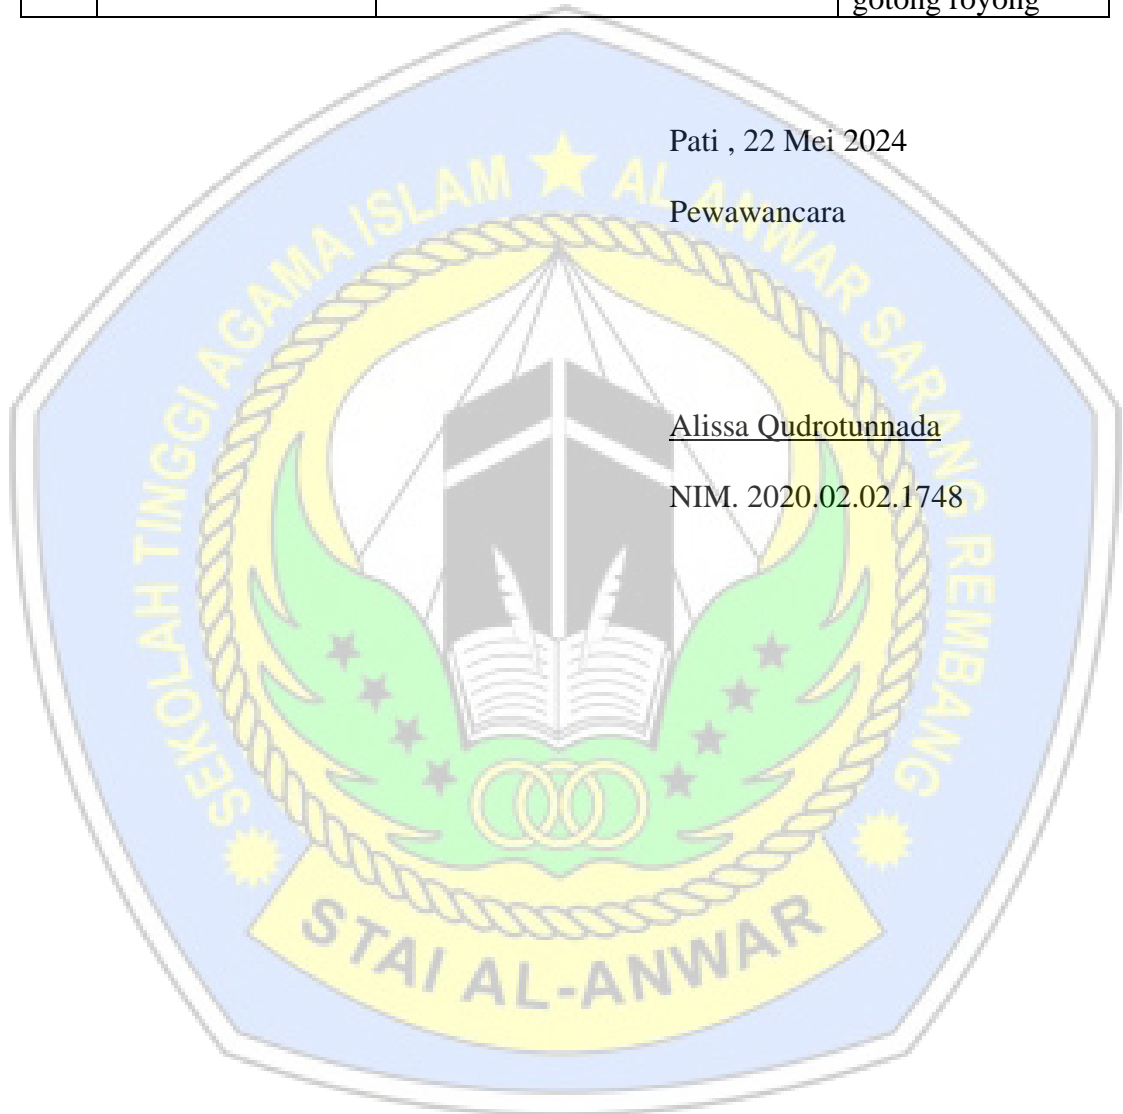 gotong royong
Pati , 22 Mei 2024
Pewawancara
Alissa Qudrotunnada
NIM. 2020.02.02.1748
SEKOLAH TINGGI AGAMA ISLAM ★ AL ANWAR SARANG REMBANG
STAI AL-ANWAR